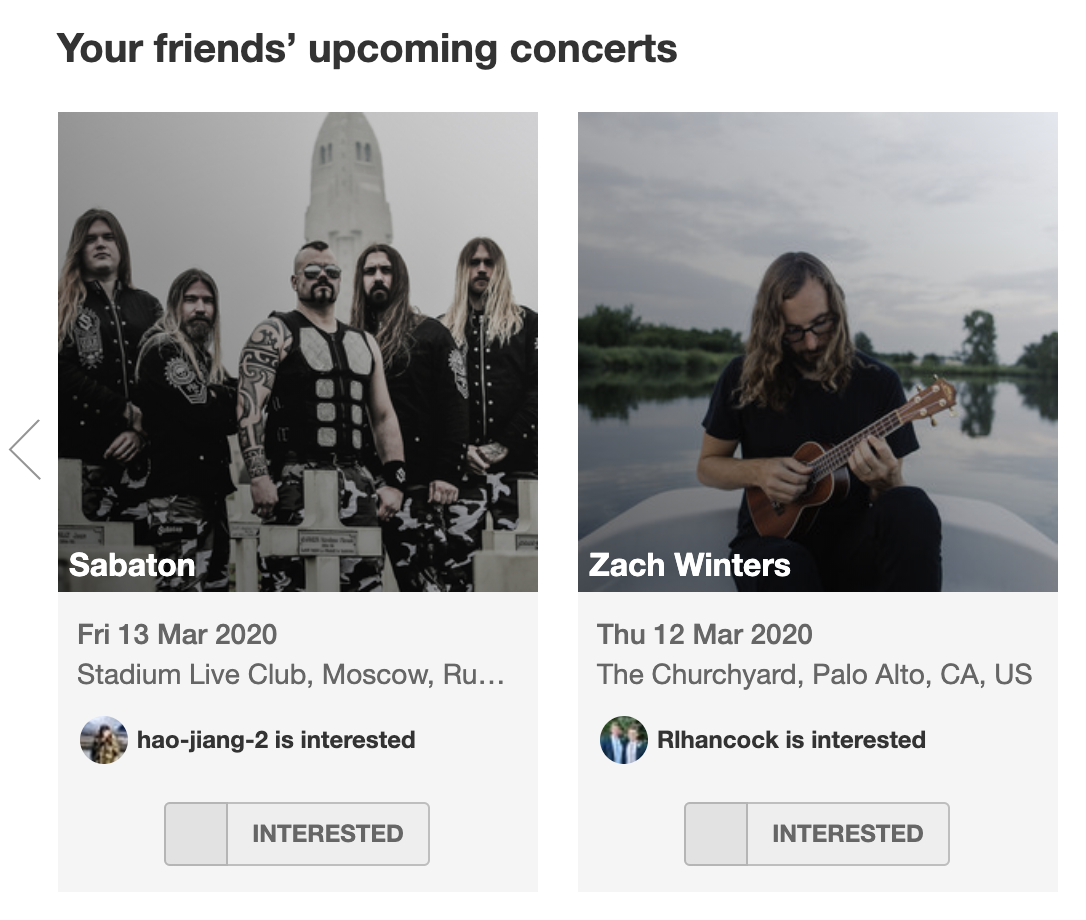 Your friends’ upcoming concerts
Sabaton
Fri 13 Mar 2020
Stadium Live Club, Moscow, Ru…
hao-jiang-2 is interested
INTERESTED
Zach Winters
Thu 12 Mar 2020
The Churchyard, Palo Alto, CA, US
Rlhancock is interested
INTERESTED